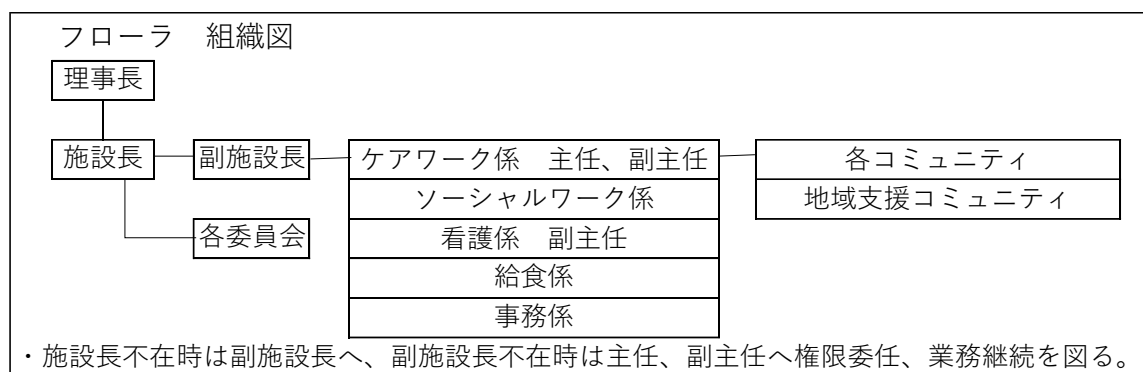 フローラ　組織図
理事長
施設長
副施設長
ケアワーク係　主任、副主任
各コミュニティ
ソーシャルワーク係
地域支援コミュニティ
各委員会
看護係　副主任
給食係
事務係
・施設長不在時は副施設長へ、副施設長不在時は主任、副主任へ権限委任、業務継続を図る。